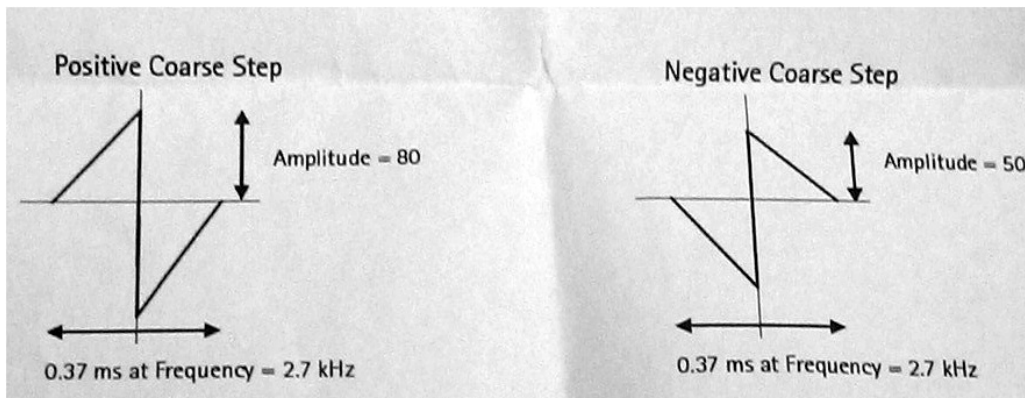 Positive Coarse Step
Amplitude = 80
0.37 ms at Frequency = 2.7 kHz
Negative Coarse Step
Amplitude = 50
0.37 ms at Frequency = 2.7 kHz